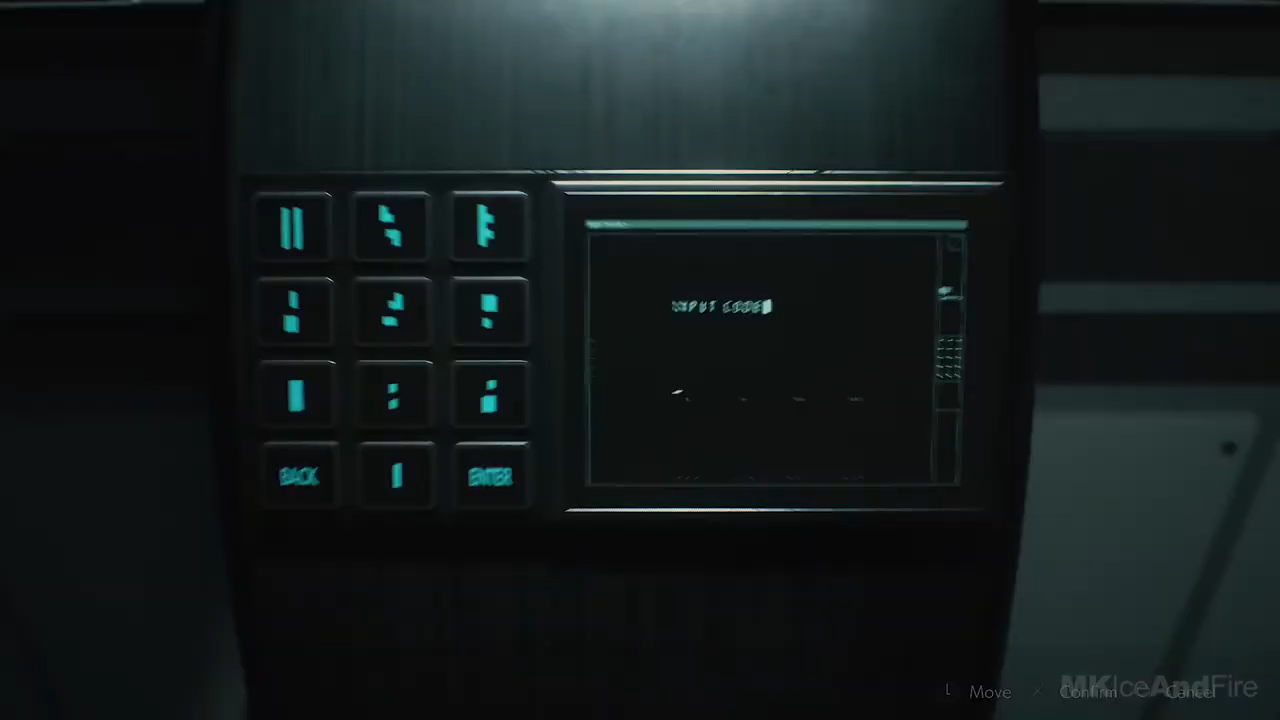 INPUT CODE
BACK
ENTER
Move
Confirm
Cancel
MKIceAndFire